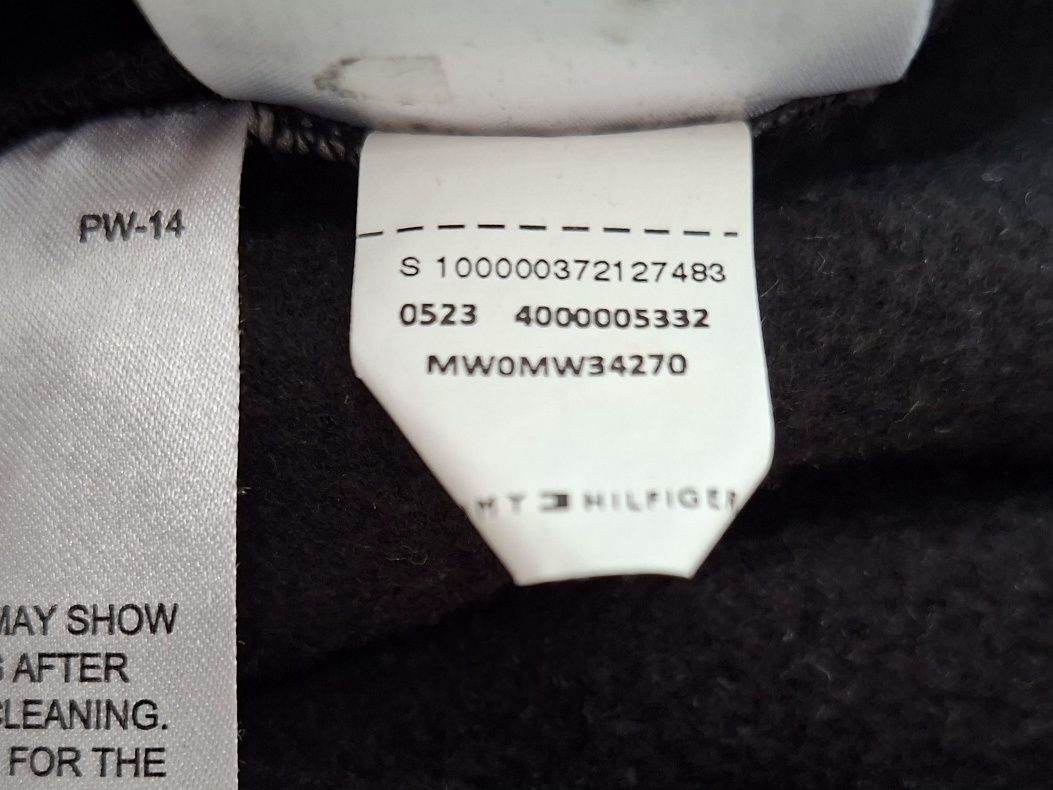 PW-14
MAY SHOW
AFTER
CLEANING.
FOR THE
S 100000372127483
0523 4000005332
MW0MW34270
HILFIGER